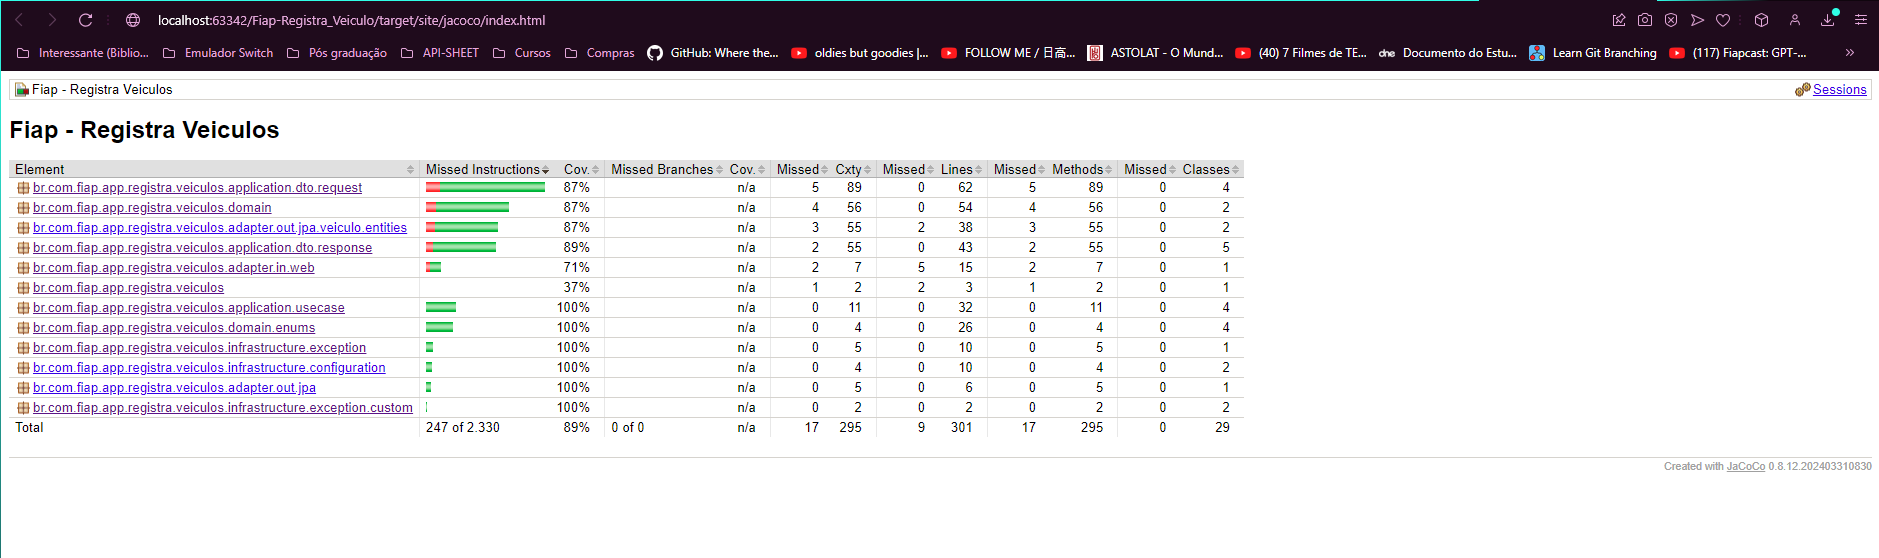 localhost:63342/Fiap-Registra_Veiculo/target/site/jacoco/index.html
Interessante (Biblio... Emulador Switch Pós graduação API-SHEET Cursos Compras GitHub: Where the... oldies but goodies |... FOLLOW ME / 日高... ASTOLAT - O Mund... (40) 7 Filmes de TE... dne Documento do Estu... Learn Git Branching (117) Fiapcast: GPT-... »
Fiap - Registra Veiculos Sessions
Fiap - Registra Veiculos
Element Missed Instructions Cov. Missed Branches Cov. Missed Cxty Missed Lines Missed Methods Missed Classes
br.com.fiap.app.registra.veiculos.application.dto.request 87% n/a 5 89 0 62 5 89 0 4
br.com.fiap.app.registra.veiculos.domain 87% n/a 4 56 0 54 4 56 0 2
br.com.fiap.app.registra.veiculos.adapter.out.jpa.veiculo.entities 87% n/a 3 55 2 38 3 55 0 2
br.com.fiap.app.registra.veiculos.application.dto.response 89% n/a 2 55 0 43 2 55 0 5
br.com.fiap.app.registra.veiculos.adapter.in.web 71% n/a 2 7 5 15 2 7 0 1
br.com.fiap.app.registra.veiculos 37% n/a 1 2 2 3 1 2 0 1
br.com.fiap.app.registra.veiculos.application.usecase 100% n/a 0 11 0 32 0 11 0 4
br.com.fiap.app.registra.veiculos.domain.enums 100% n/a 0 4 0 26 0 4 0 4
br.com.fiap.app.registra.veiculos.infrastructure.exception 100% n/a 0 5 0 10 0 5 0 1
br.com.fiap.app.registra.veiculos.infrastructure.configuration 100% n/a 0 4 0 10 0 4 0 2
br.com.fiap.app.registra.veiculos.adapter.out.jpa 100% n/a 0 5 0 6 0 5 0 1
br.com.fiap.app.registra.veiculos.infrastructure.exception.custom 100% n/a 0 2 0 2 0 2 0 2
Total 247 of 2.330 89% 0 of 0 n/a 17 295 9 301 17 295 0 29
Created with JaCoCo 0.8.12.202403310830